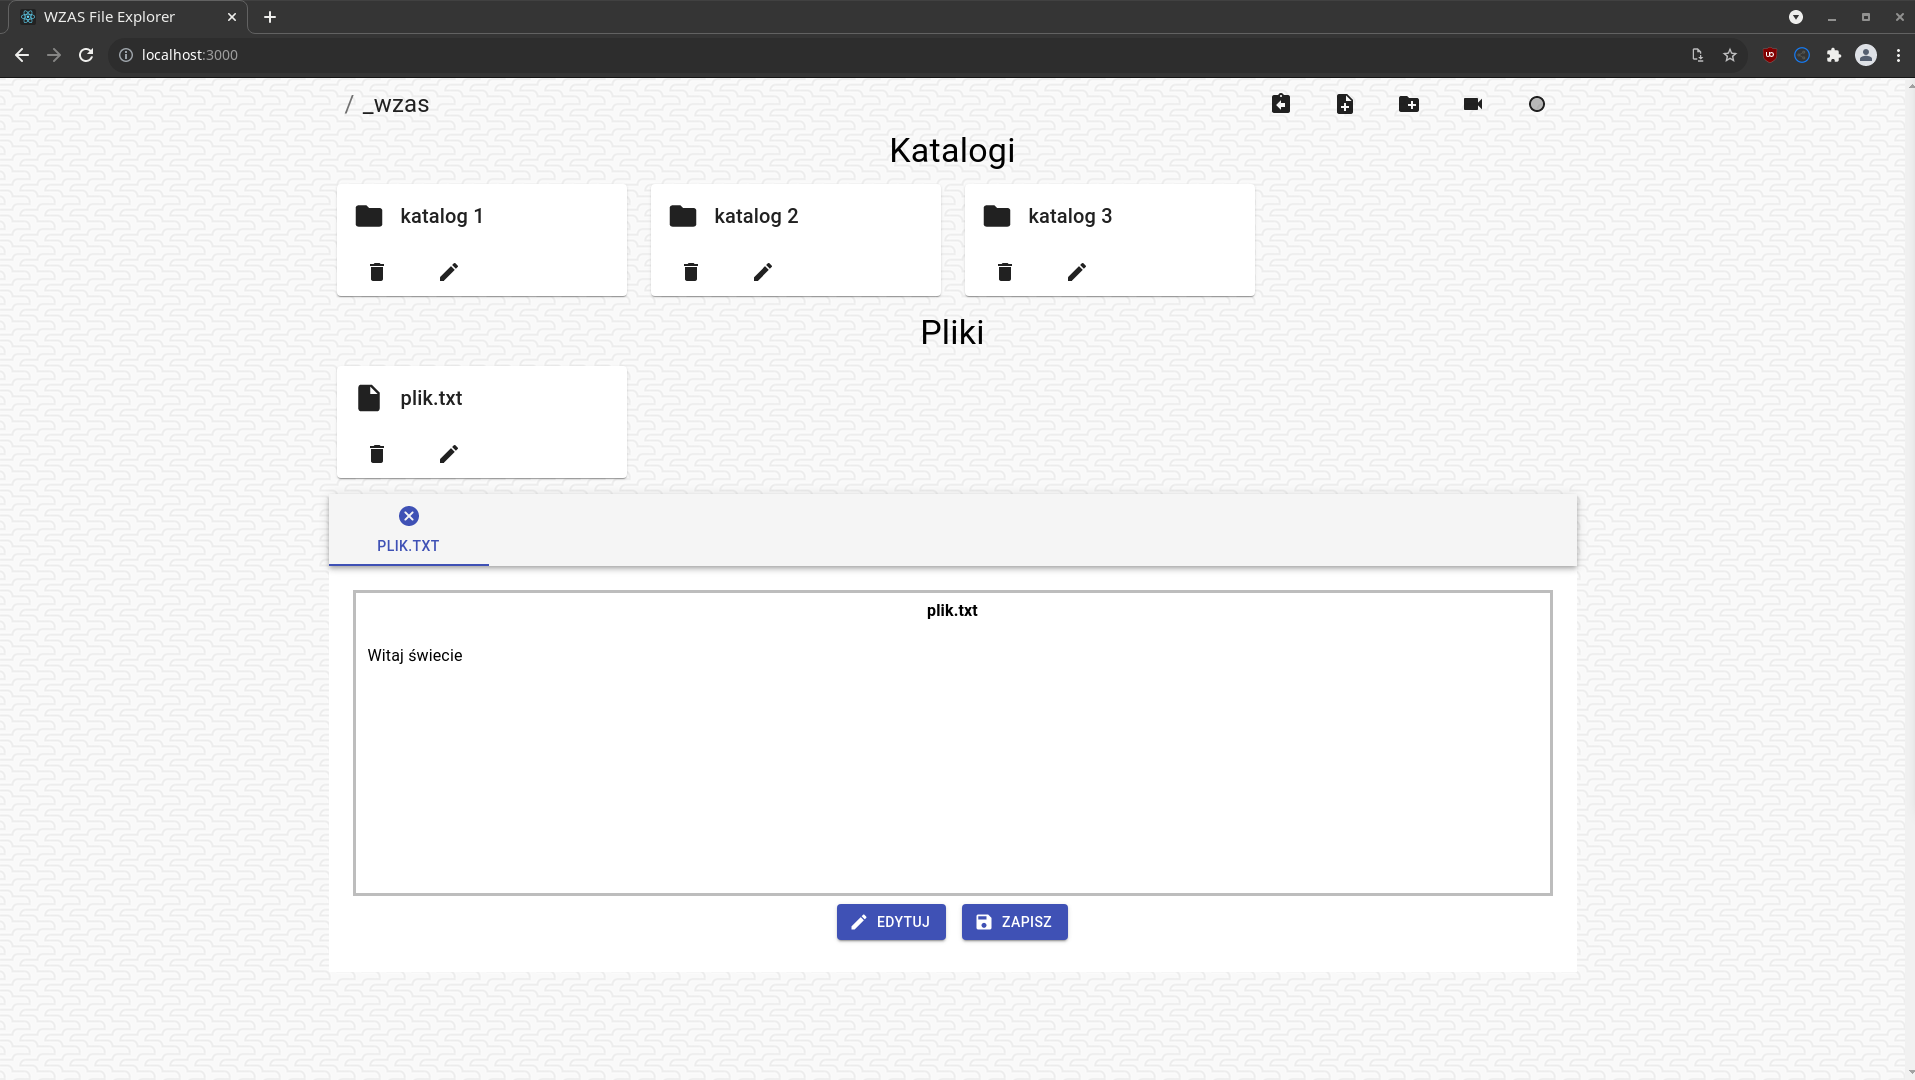 WZAS File Explorer
localhost:3000
/ _wzas
Katalogi
katalog 1
katalog 2
katalog 3
Pliki
plik.txt
PLIK.TXT
plik.txt
Witaj świecie
EDYTUJ
ZAPISZ